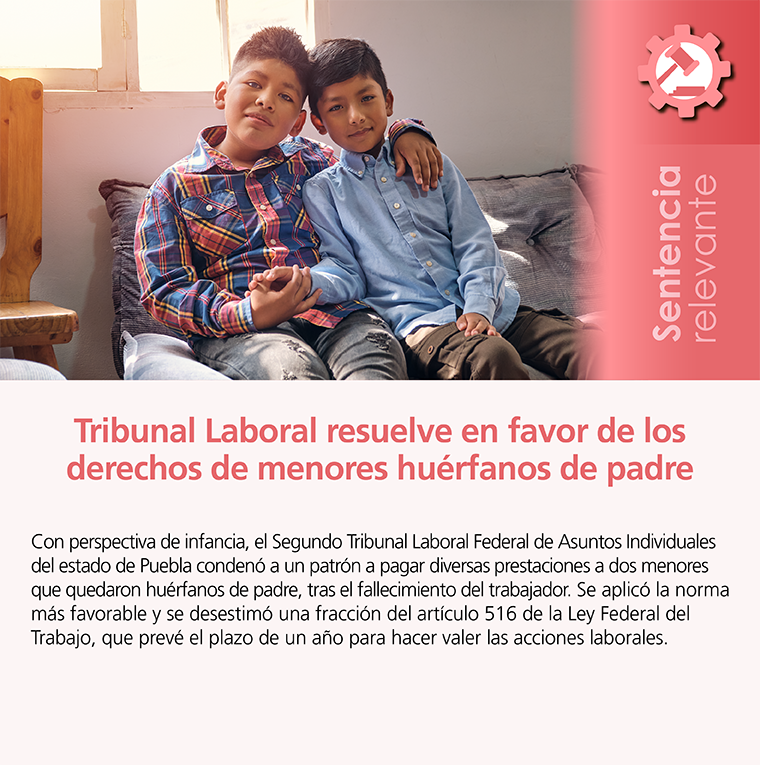 Sentencia
relevante
Tribunal Laboral resuelve en favor de los
derechos de menores huérfanos de padre
Con perspectiva de infancia, el Segundo Tribunal Laboral Federal de Asuntos Individuales
del estado de Puebla condenó a un patrón a pagar diversas prestaciones a dos menores
que quedaron huérfanos de padre, tras el fallecimiento del trabajador. Se aplicó la norma
más favorable y se desestimó una fracción del artículo 516 de la Ley Federal del
Trabajo, que prevé el plazo de un año para hacer valer las acciones laborales.